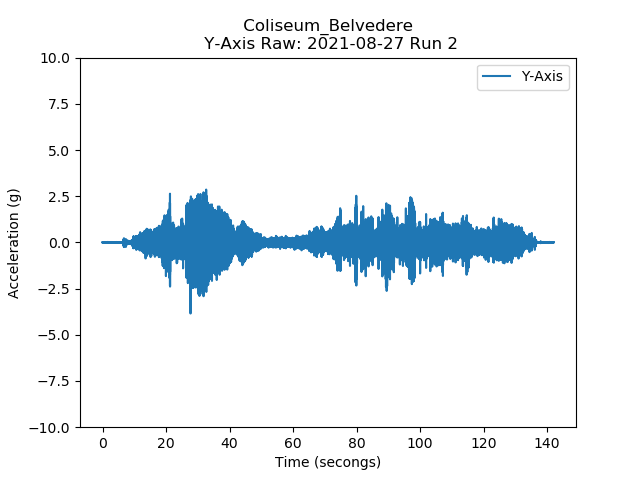 Coliseum_Belvedere
Y-Axis Raw: 2021-08-27 Run 2
Y-Axis
10.0
7.5
5.0
2.5
0.0
−2.5
−5.0
−7.5
−10.0
Acceleration (g)
0 20 40 60 80 100 120 140
Time (seconds)